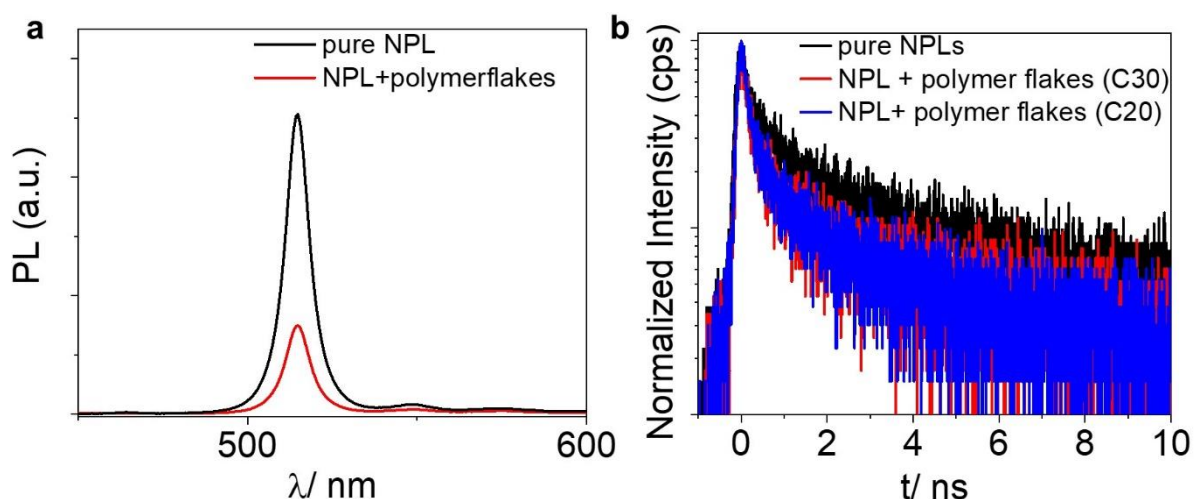 a
pure NPL
NPL+polymerflakes
PL (a.u.)
500
600
λ/ nm
b
pure NPLs
NPL + polymer flakes (C30)
NPL+ polymer flakes (C20)
Normalized Intensity (cps)
0
2
4
6
8
10
t/ ns